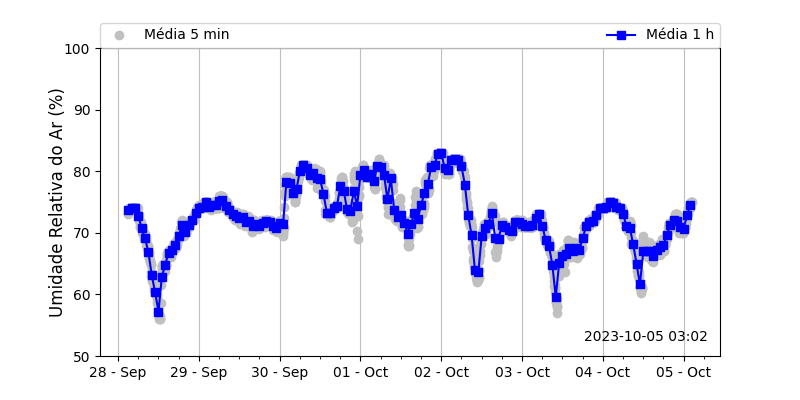 Média 5 min
Média 1 h
Umidade Relativa do Ar (%)
100
90
80
70
60
50
2023-10-05 03:02
28 - Sep
29 - Sep
30 - Sep
01 - Oct
02 - Oct
03 - Oct
04 - Oct
05 - Oct